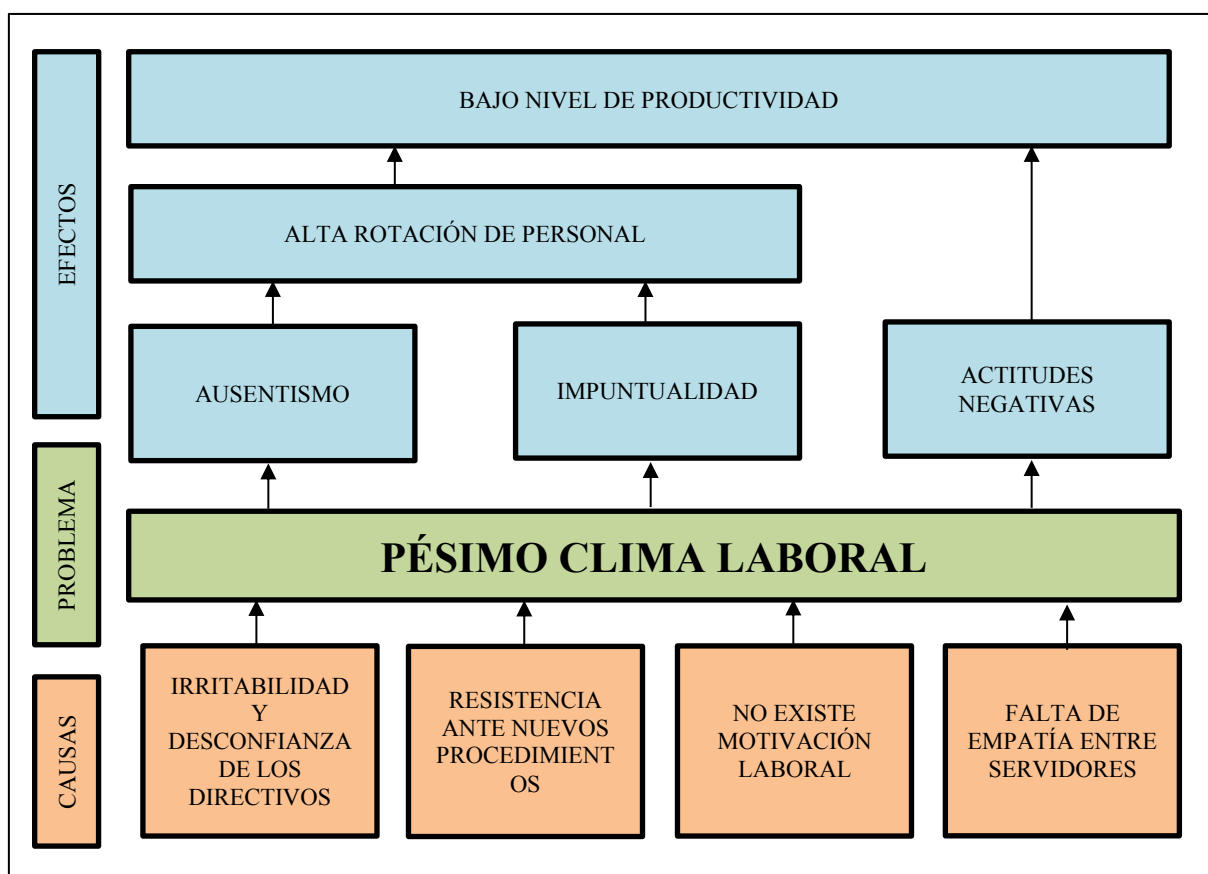 EFECTOS
BAJO NIVEL DE PRODUCTIVIDAD
ALTA ROTACIÓN DE PERSONAL
AUSENTISMO
IMPUNTUALIDAD
ACTITUDES
NEGATIVAS
PROBLEMA
PÉSIMO CLIMA LABORAL
CAUSAS
IRRITABILIDAD
Y
DESCONFIANZA
DE LOS
DIRECTIVOS
RESISTENCIA
ANTE NUEVOS
PROCEDIMIENT
OS
NO EXISTE
MOTIVACIÓN
LABORAL
FALTA DE
EMPATÍA ENTRE
SERVIDORES